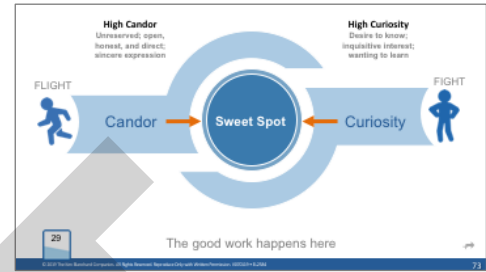 High Candor
Unreserved; open,
honest, and direct;
sincere expression
High Curiosity
Desire to know;
inquisitive interest;
wanting to learn
FLIGHT
FIGHT
Candor
Sweet Spot
Curiosity
29
The good work happens here
73